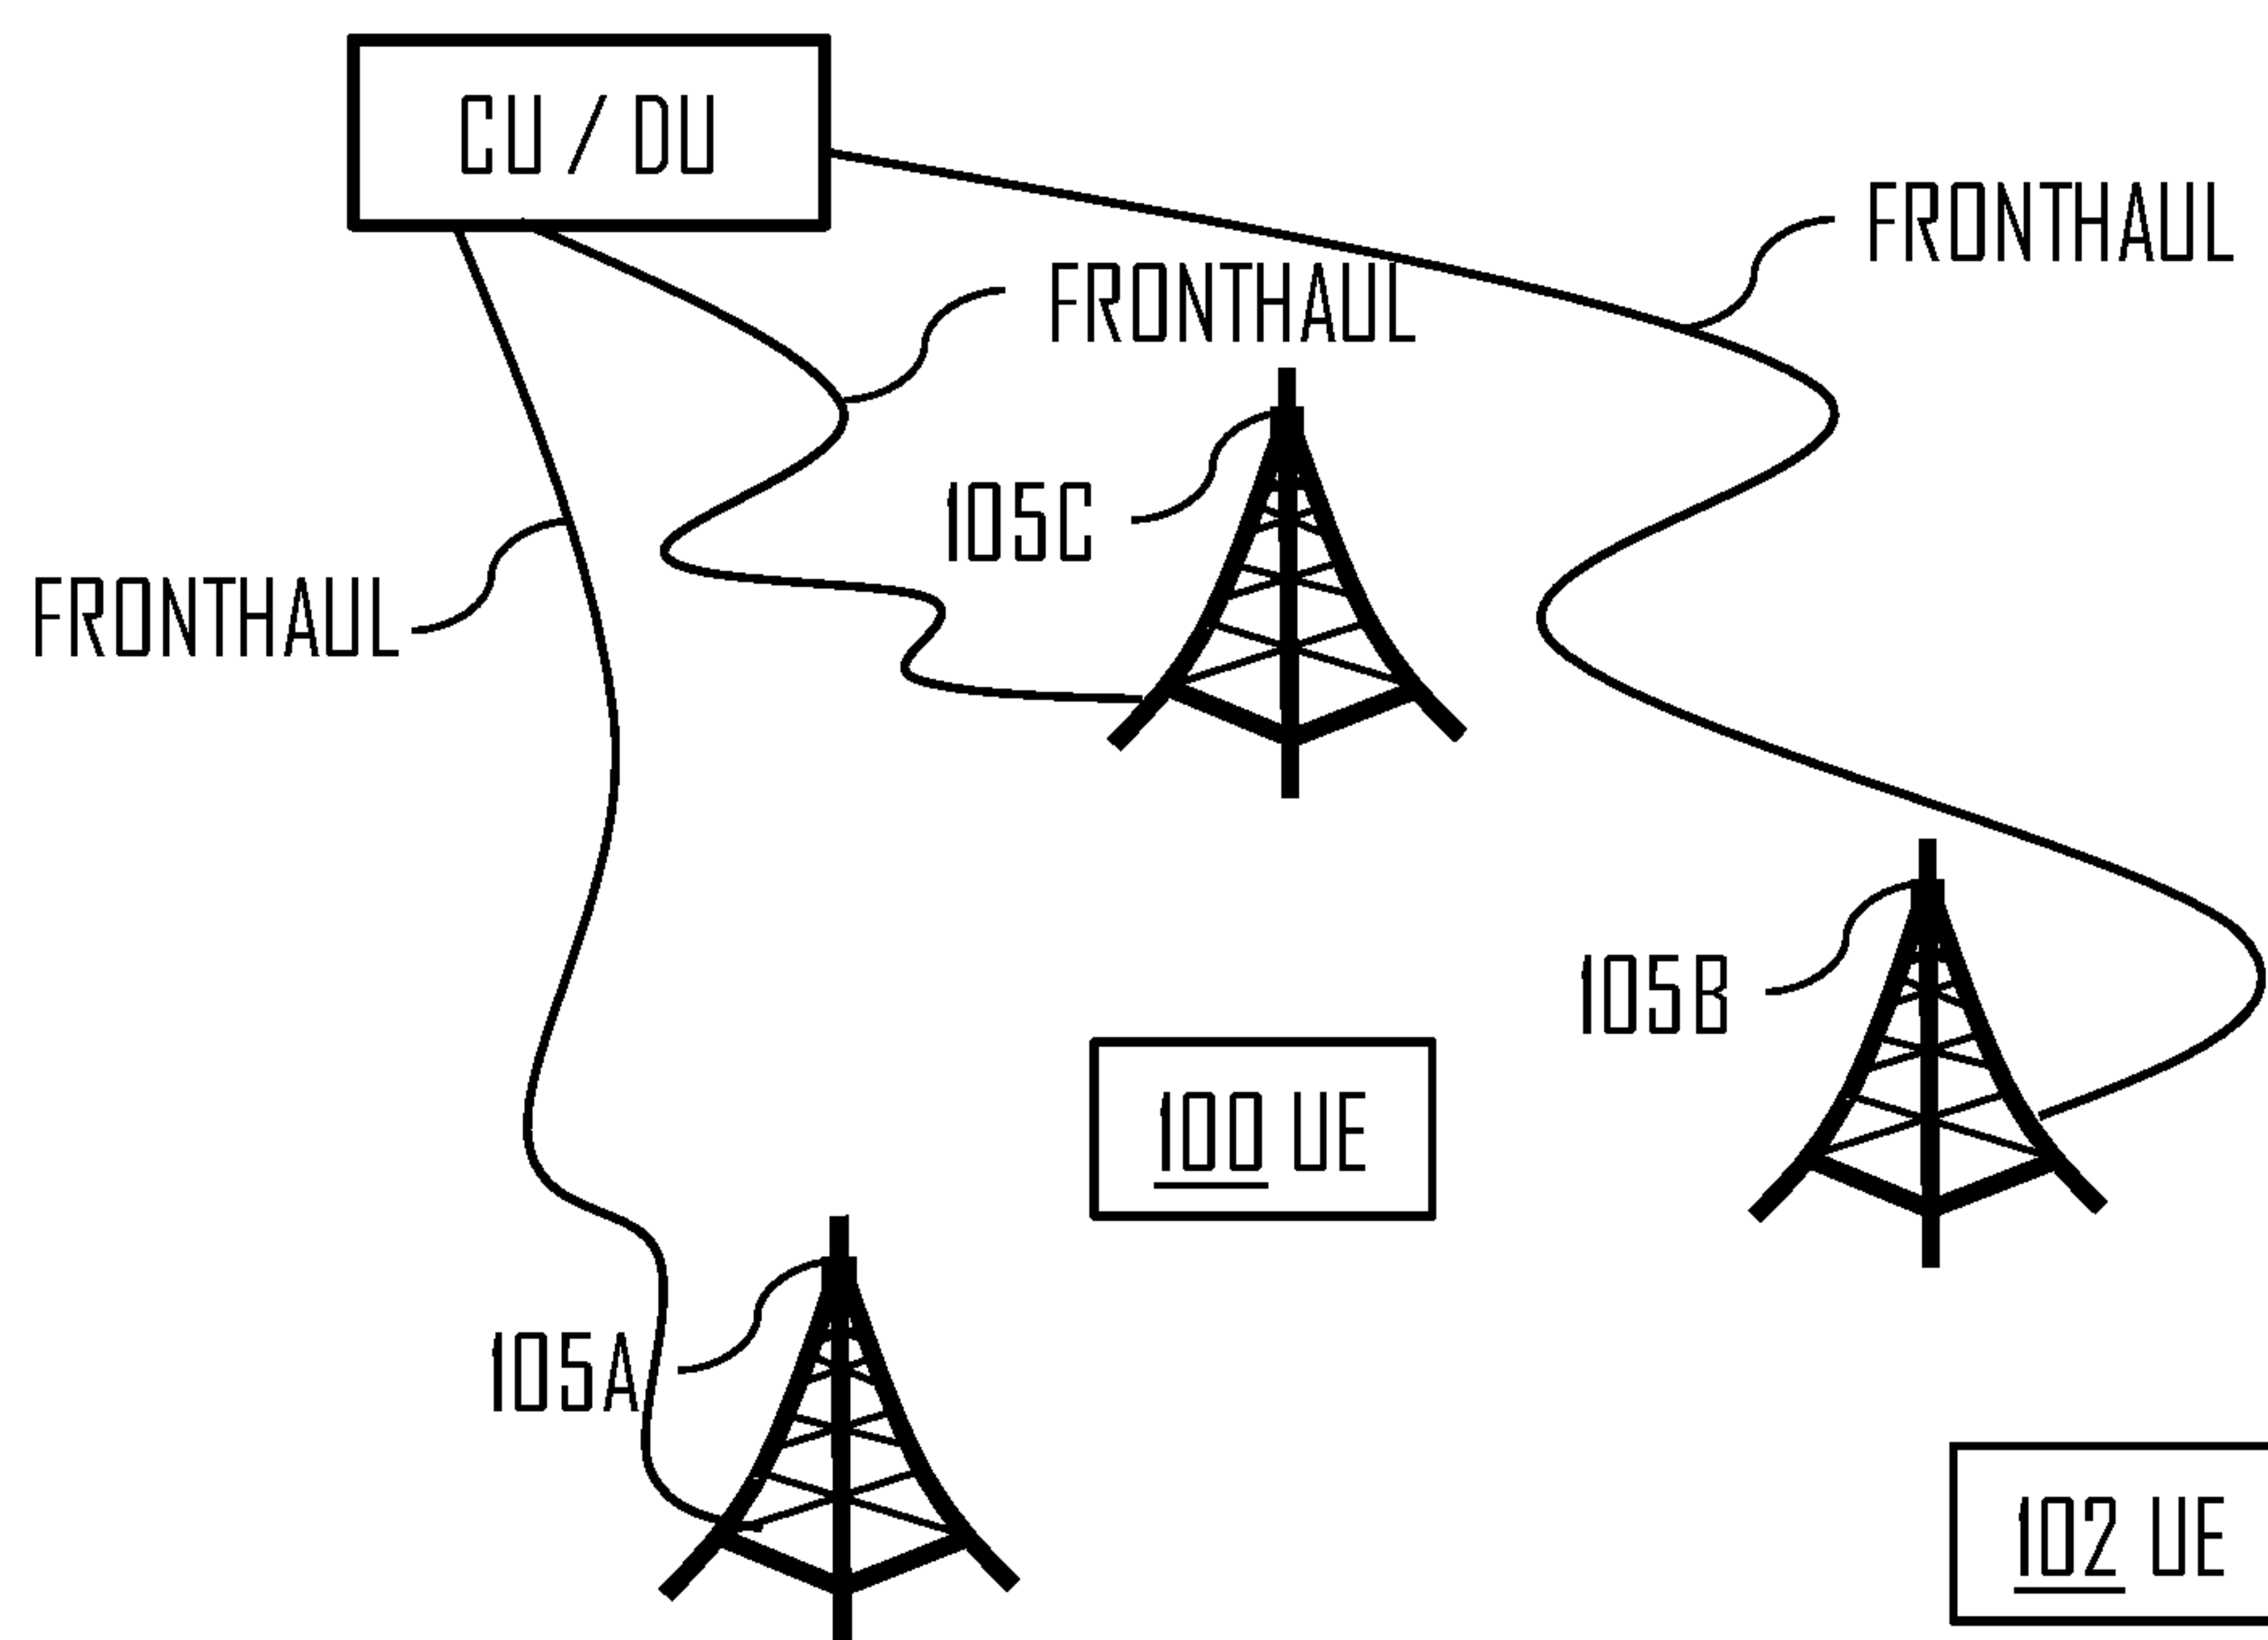 CU / DU
FRONTHAUL
FRONTHAUL
105C
FRONTHAUL
105B
100 UE
105A
102 UE